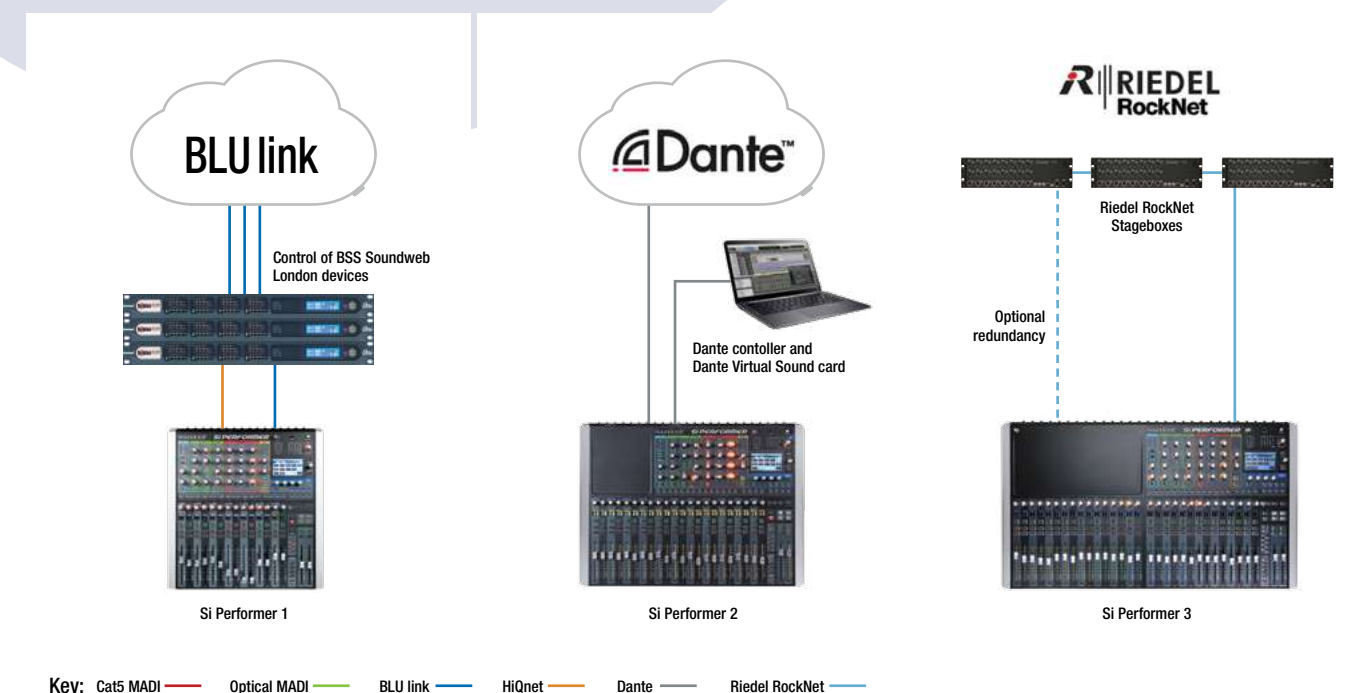 BLU link
Control of BSS Soundweb
London devices
Si Performer 1
Dante™
Dante contoller and
Dante Virtual Sound card
Si Performer 2
RIEDEL
RockNet
Riedel RockNet
Stageboxes
Optional
redundancy
Si Performer 3
Key: Cat5 MADI Optical MADI BLU link HiQnet Dante Riedel RockNet